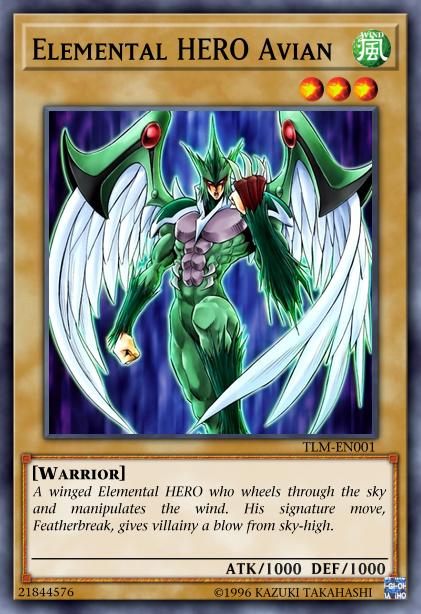 Elemental HERO Avian
WIND
風
TLM-EN001
[Warrior]
A winged Elemental HERO who wheels through the sky
and manipulates the wind. His signature move,
Featherbreak, gives villainy a blow from sky-high.
ATK/1000 DEF/1000
21844576
©1996 KAZUKI TAKAHASHI